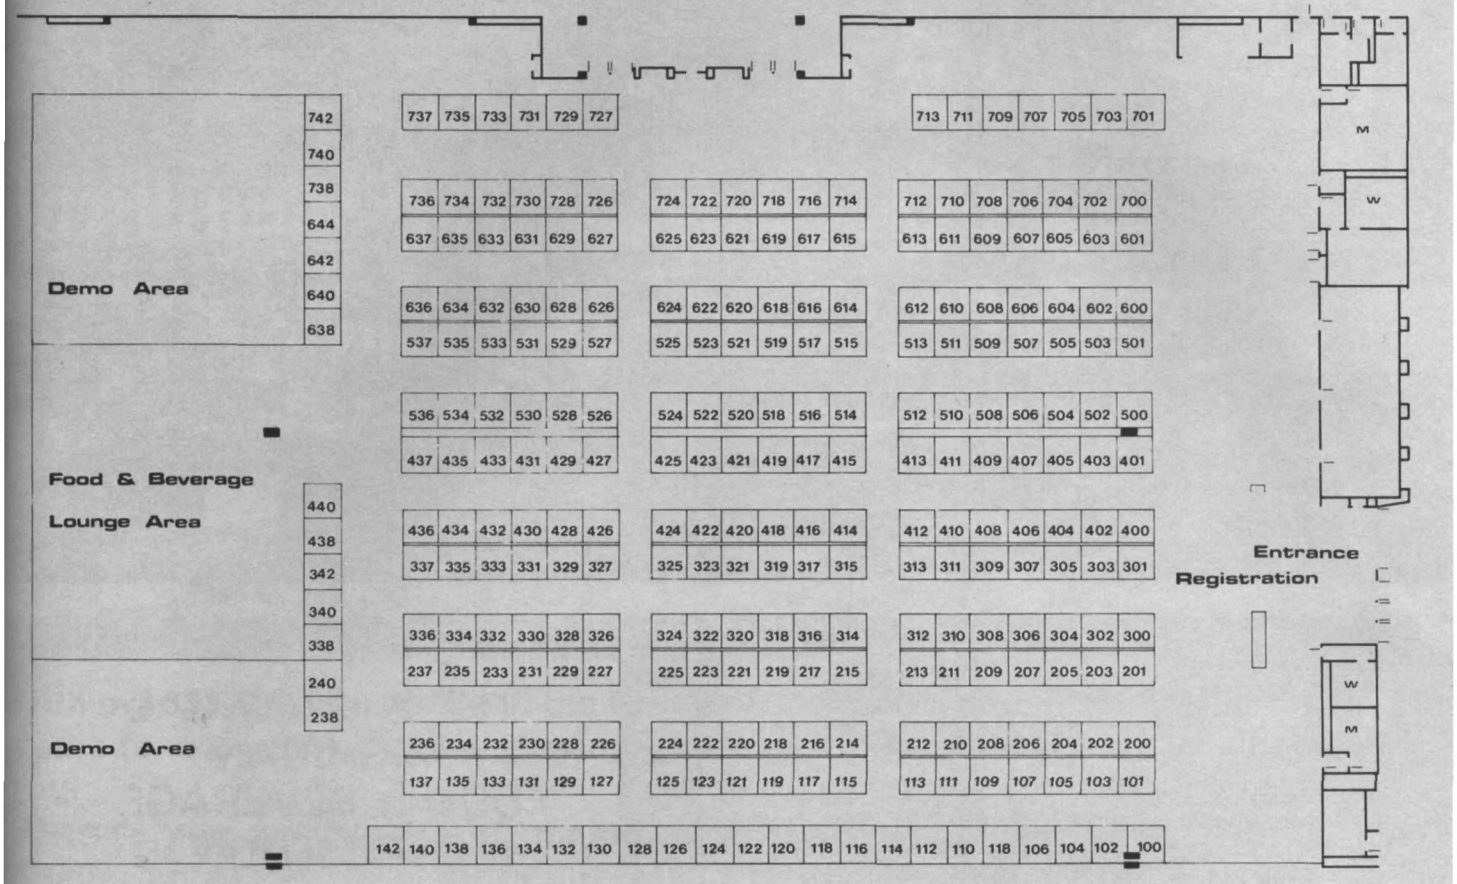 742
737 735 733 731 729 727
713 711 709 707 705 703 701
740
M
738
736 734 732 730 728 726
724 722 720 718 716 714
712 710 708 706 704 702 700
W
644
637 635 633 631 629 627
625 623 621 619 617 615
613 611 609 607 605 603 601
642
Demo Area
640
636 634 632 630 628 626
624 622 620 618 616 614
612 610 608 606 604 602 600
638
537 535 533 531 529 527
525 523 521 519 517 515
513 511 509 507 505 503 501
536 534 532 530 528 526
524 522 520 518 516 514
512 510 508 506 504 502 500
437 435 433 431 429 427
425 423 421 419 417 415
413 411 409 407 405 403 401
Food & Beverage
Lounge Area
440
436 434 432 430 428 426
424 422 420 418 416 414
412 410 408 406 404 402 400
438
Entrance
Registration
342
337 335 333 331 329 327
325 323 321 319 317 315
313 311 309 307 305 303 301
340
336 334 332 330 328 326
324 322 320 318 316 314
312 310 308 306 304 302 300
338
237 235 233 231 229 227
225 223 221 219 217 215
213 211 209 207 205 203 201
240
W
238
M
Demo Area
236 234 232 230 228 226
224 222 220 218 216 214
212 210 208 206 204 202 200
137 135 133 131 129 127
125 123 121 119 117 115
113 111 109 107 105 103 101
142 140 138 136 134 132 130 128 126 124 122 120 118 116 114 112 110 118 106 104 102 100